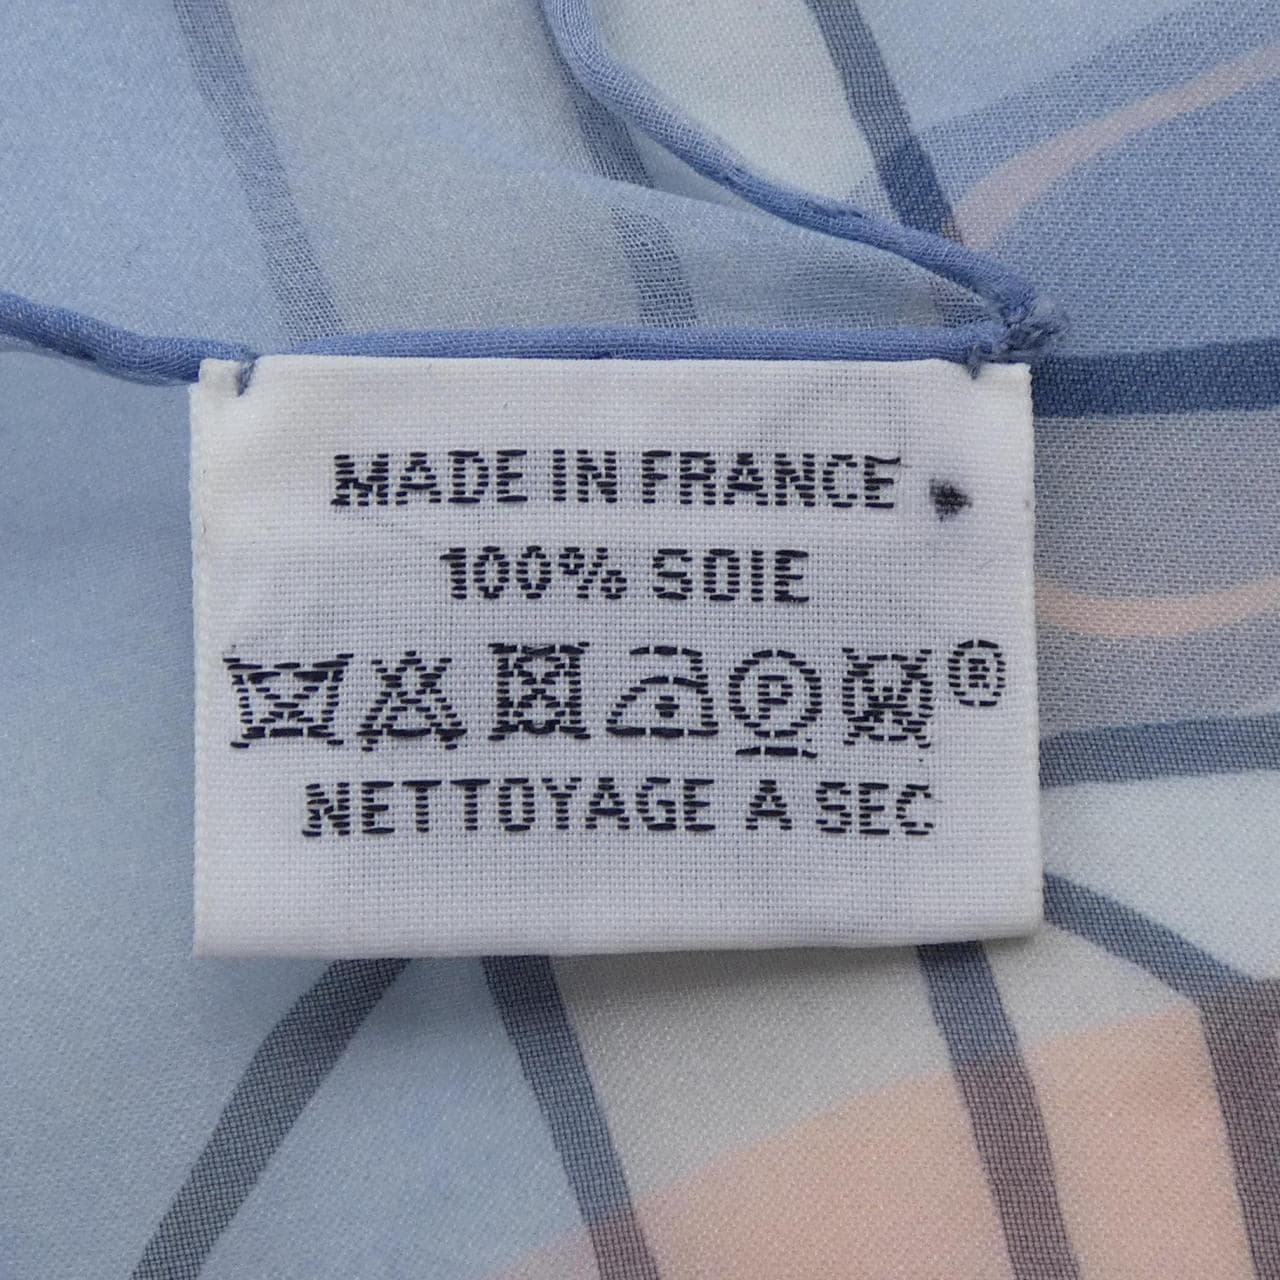 MADE IN FRANCE
100% SOIE
P ®
NETTOYAGE A SEC